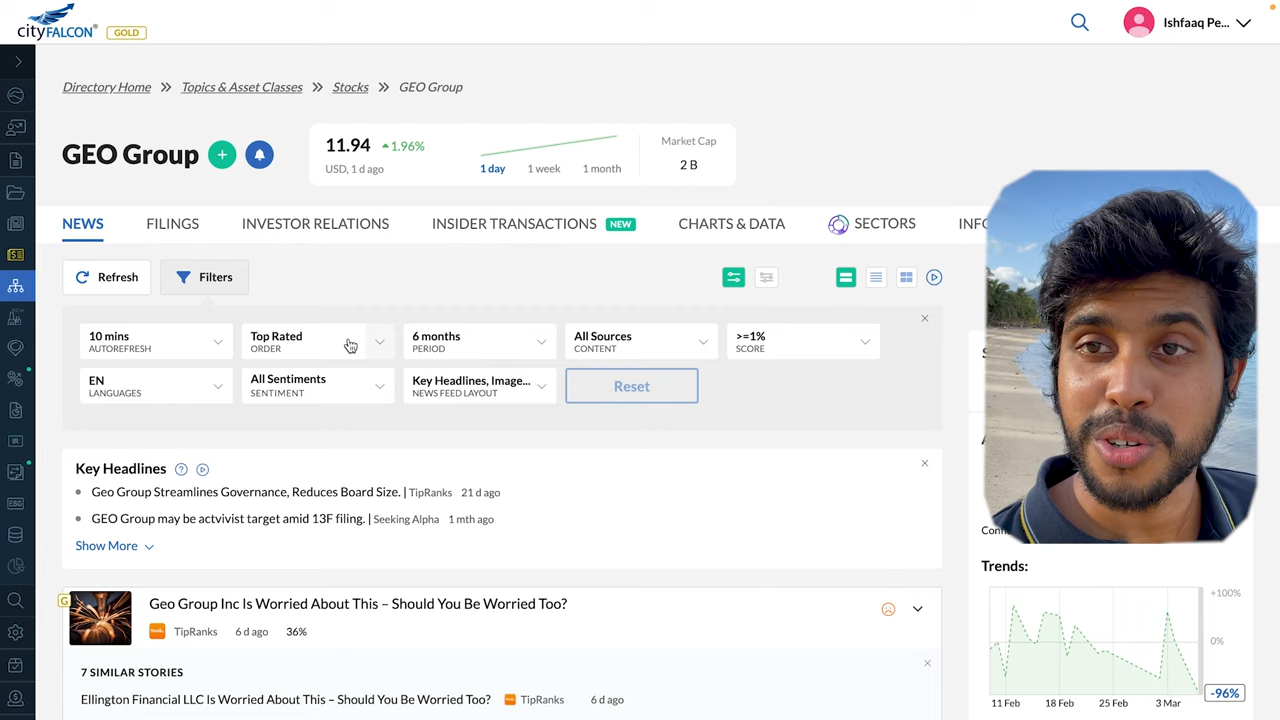 cityFALCON® GOLD
Ishfaaq Pe...
Directory Home » Topics & Asset Classes » Stocks » GEO Group
GEO Group
11.94 1.96%
USD, 1 d ago
1 day 1 week 1 month
Market Cap
2 B
NEWS FILINGS INVESTOR RELATIONS INSIDER TRANSACTIONS NEW CHARTS & DATA SECTORS
Refresh Filters
10 mins
AUTOREFRESH
Top Rated
ORDER
6 months
PERIOD
All Sources
CONTENT
>=1%
SCORE
EN
LANGUAGES
All Sentiments
SENTIMENT
Key Headlines, Image...
NEWS FEED LAYOUT
Reset
Key Headlines
Geo Group Streamlines Governance, Reduces Board Size. | TipRanks 21 d ago
GEO Group may be actvivist target amid 13F filing. | Seeking Alpha 1 mth ago
Show More
G
Geo Group Inc Is Worried About This – Should You Be Worried Too?
TipRanks 6 d ago 36%
7 SIMILAR STORIES
Ellington Financial LLC Is Worried About This – Should You Be Worried Too? TipRanks 6 d ago
Trends:
+100%
0%
-96%
11 Feb 18 Feb 25 Feb 3 Mar
ESG
IR